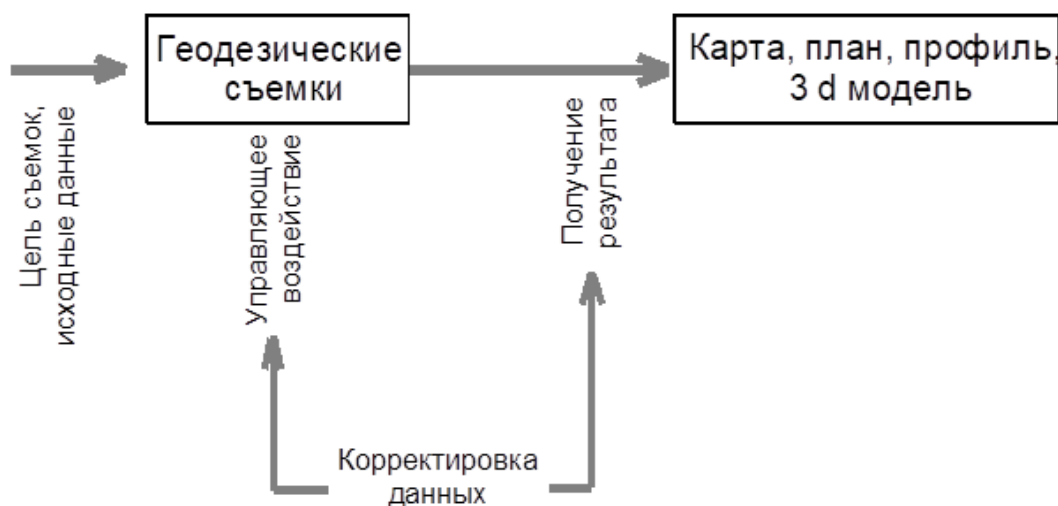 Геодезические
съемки
Карта, план, профиль,
3 d модель
Цель съемок,
исходные данные
Управляющее
воздействие
Получение
результата
Корректировка
данных